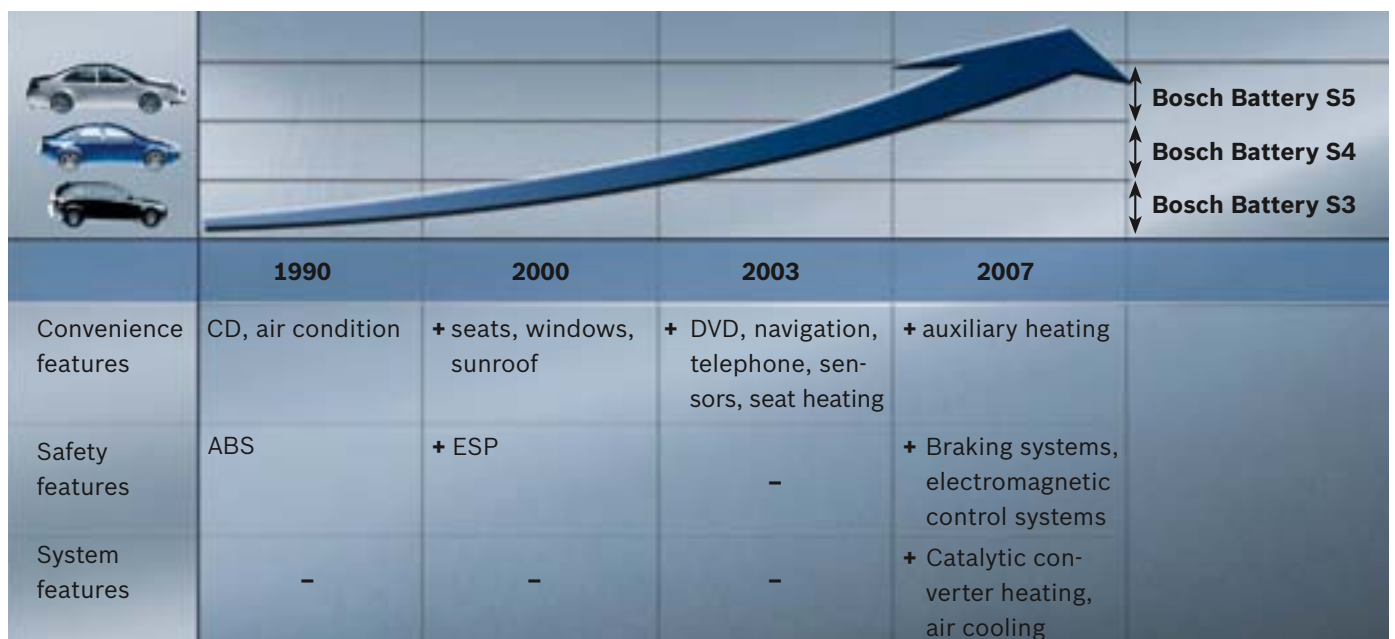 Bosch Battery S5
Bosch Battery S4
Bosch Battery S3
1990 2000 2003 2007
Convenience
features
CD, air condition
+ seats, windows,
sunroof
+ DVD, navigation,
telephone, sen-
sors, seat heating
+ auxiliary heating
Safety
features
ABS
+ ESP
–
+ Braking systems,
electromagnetic
control systems
System
features
–
–
–
+ Catalytic con-
verter heating,
air cooling